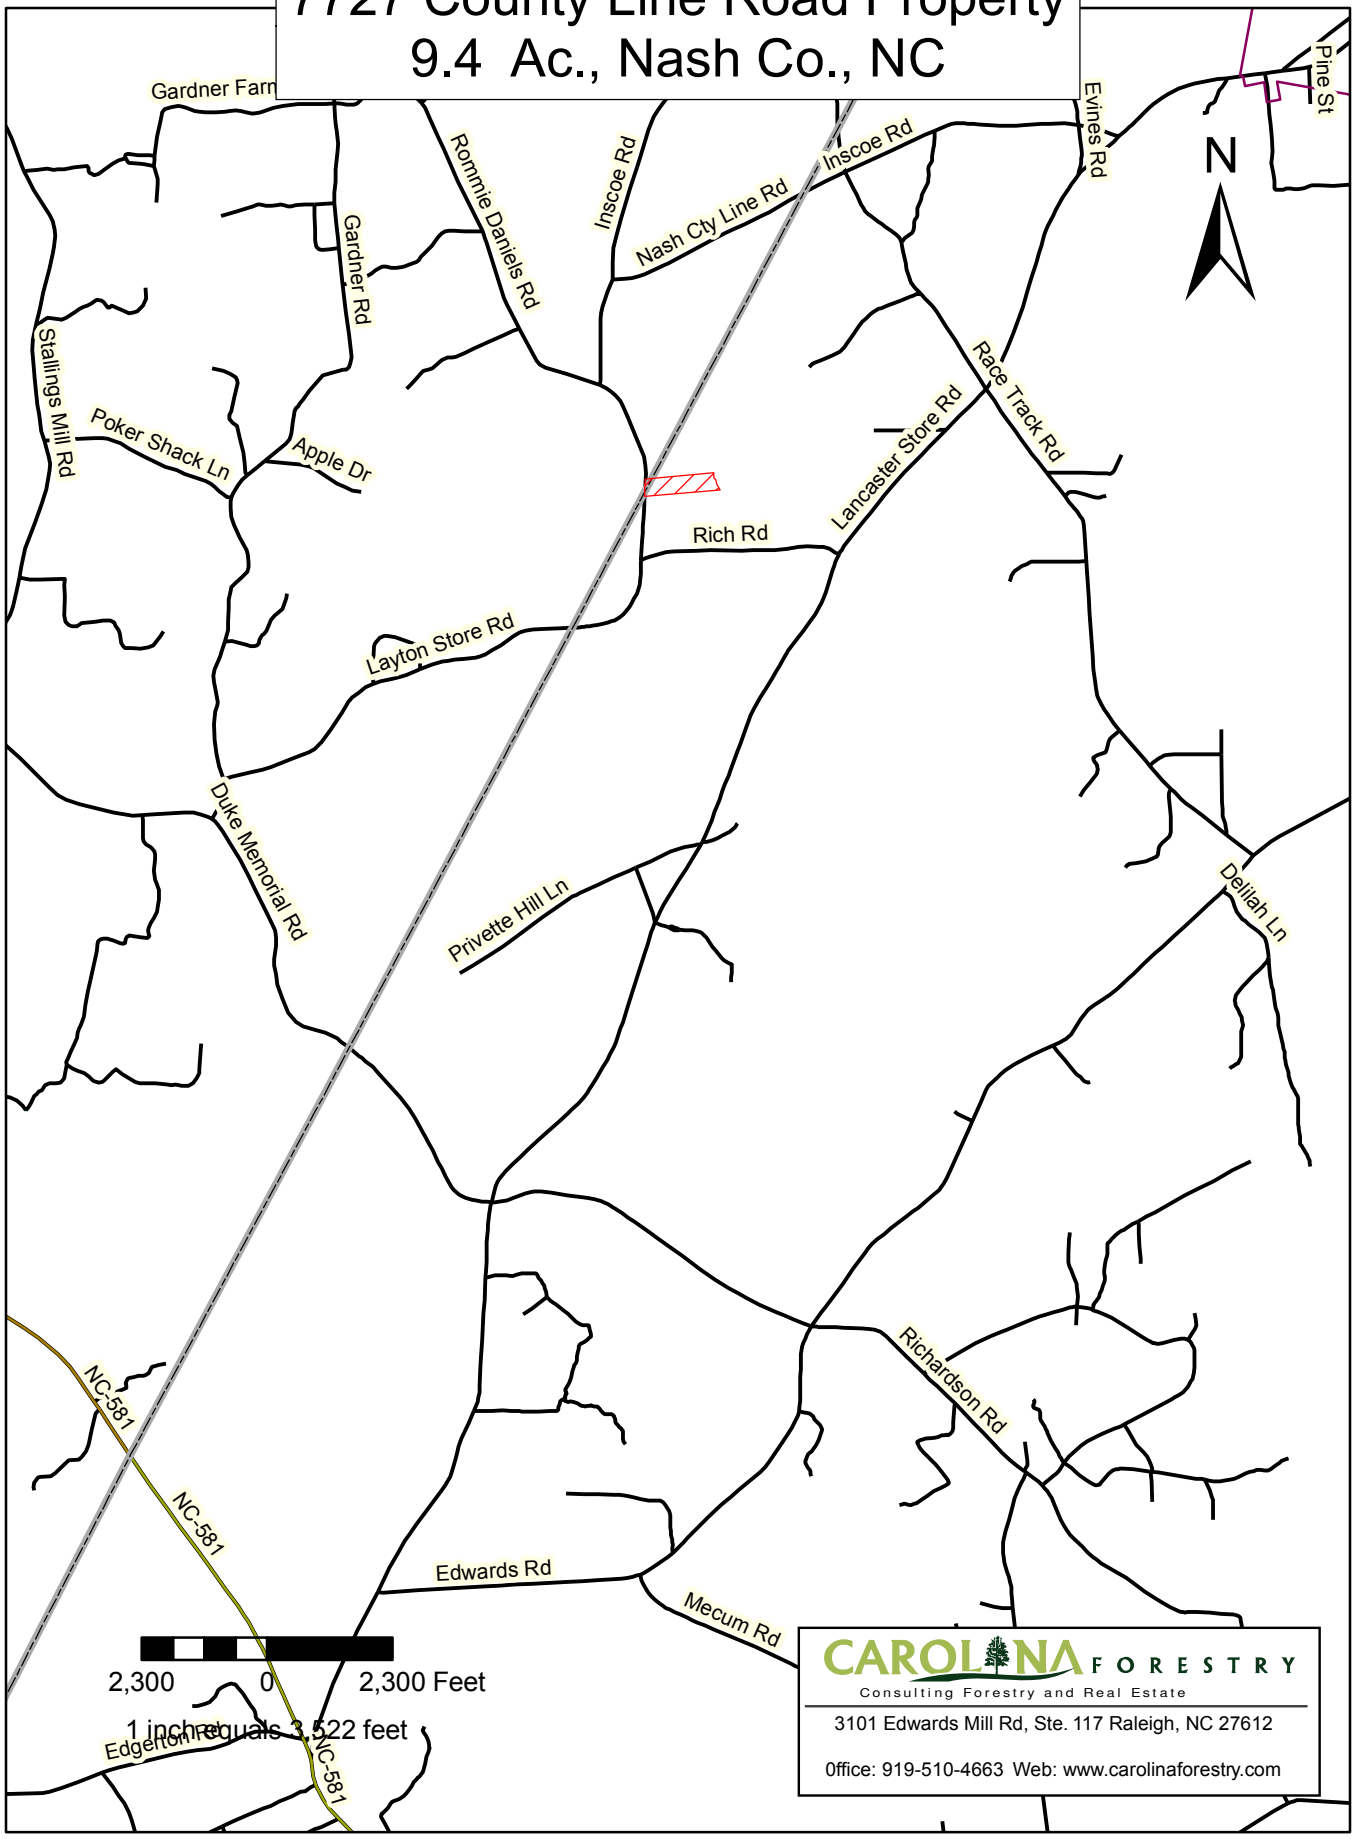 7727 County Line Road Property
9.4 Ac., Nash Co., NC
Gardner Farm
Pine St
Evines Rd
Inscoe Rd
Rommie Daniels Rd
Inscoe Rd
N
Nash Cty Line Rd
Gardner Rd
Stallings Mill Rd
Race Track Rd
Lancaster Store Rd
Poker Shack Ln
Apple Dr
Rich Rd
Layton Store Rd
Duke Memorial Rd
Delilah Ln
Privette Hill Ln
Richardson Rd
NC-581
NC-581
Edwards Rd
Mecum Rd
2,300 0 2,300 Feet
1 inch equals 3,522 feet
Edgerton Rd
NC-581
CAROLINA FORESTRY
Consulting Forestry and Real Estate
3101 Edwards Mill Rd, Ste. 117 Raleigh, NC 27612
0ffice: 919-510-4663 Web: www.carolinaforestry.com